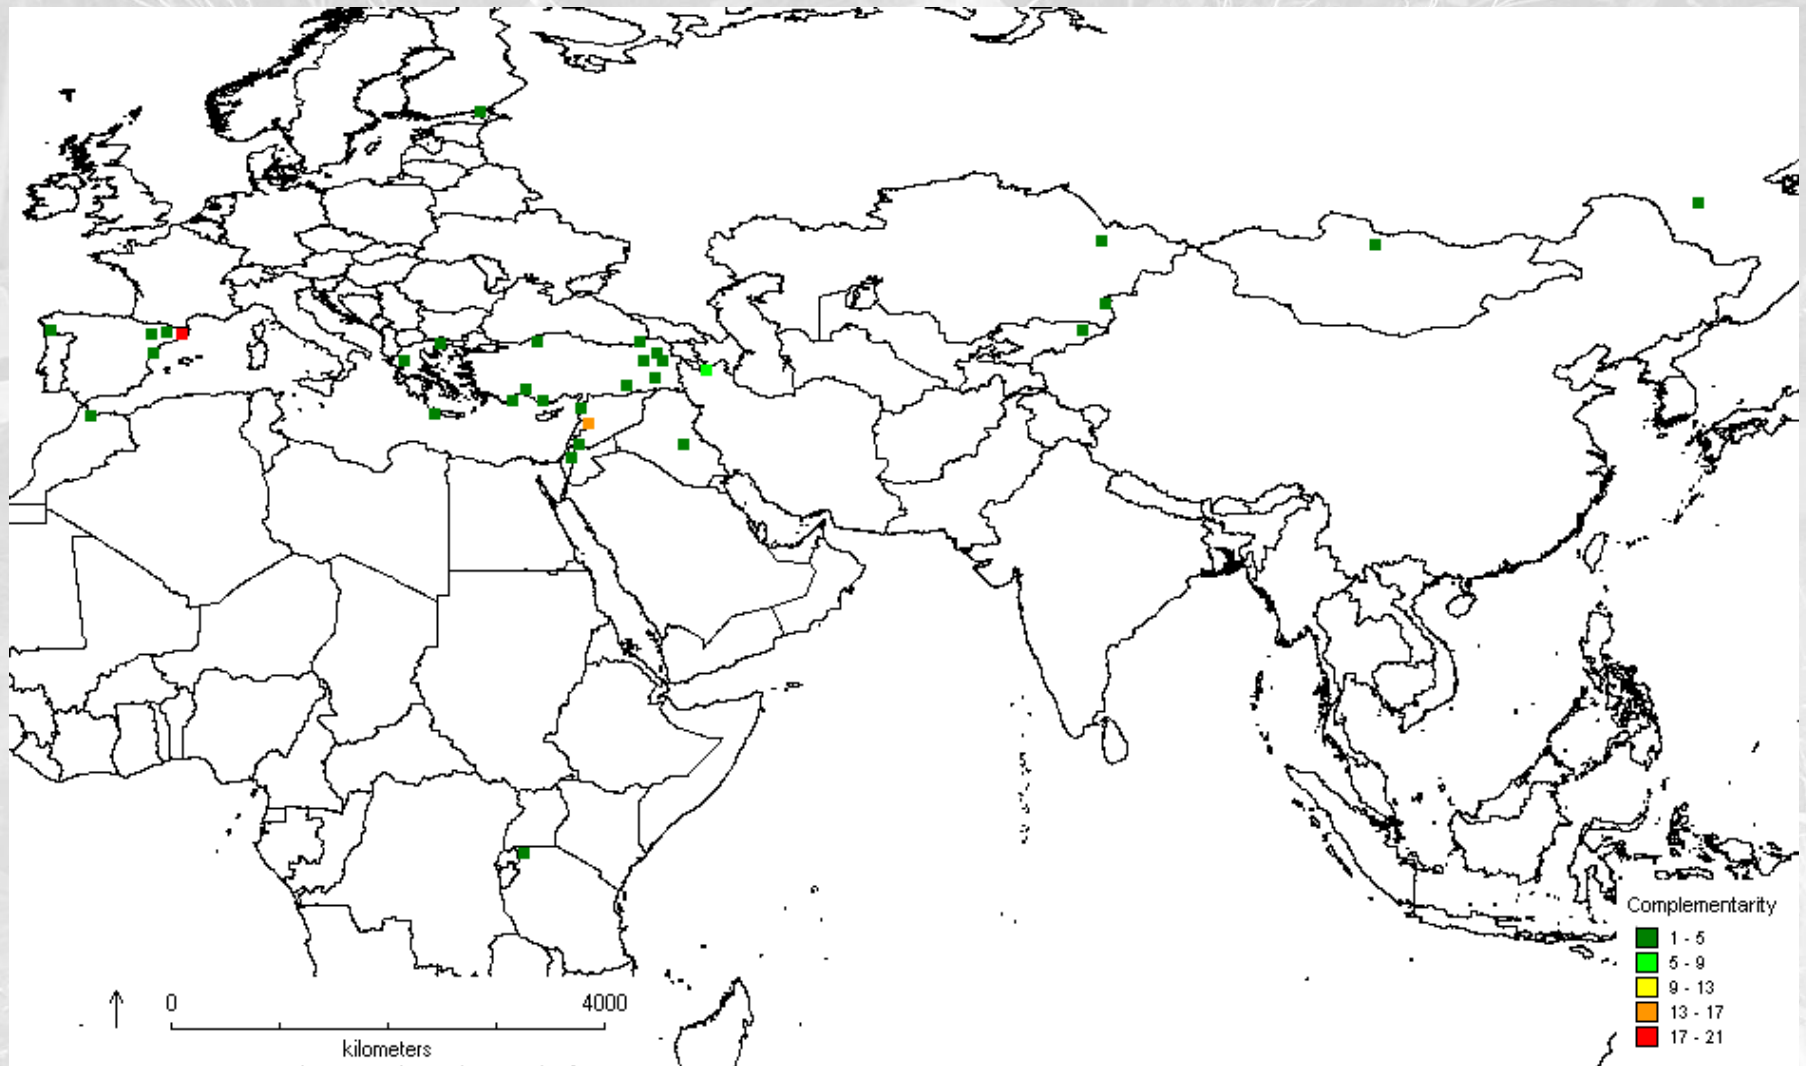 Complementarity
1 - 5
5 - 9
9 - 13
13 - 17
17 - 21
0 4000
kilometers